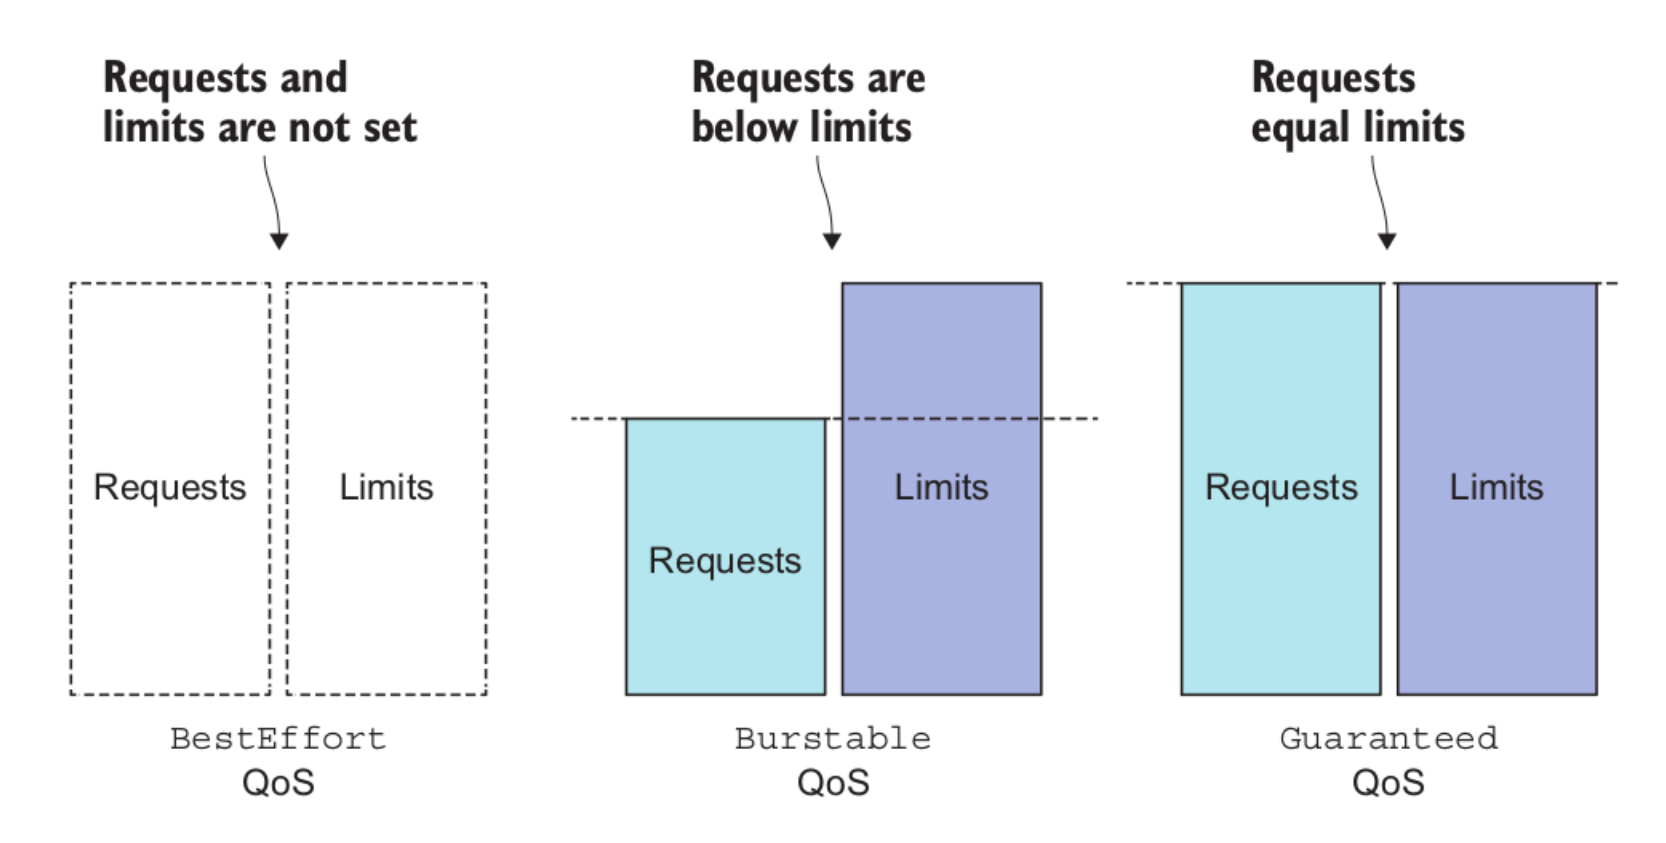 Requests and
limits are not set
Requests are
below limits
Requests
equal limits
Requests
Limits
Requests
Limits
Requests
Limits
BestEffort
QoS
Burstable
QoS
Guaranteed
QoS